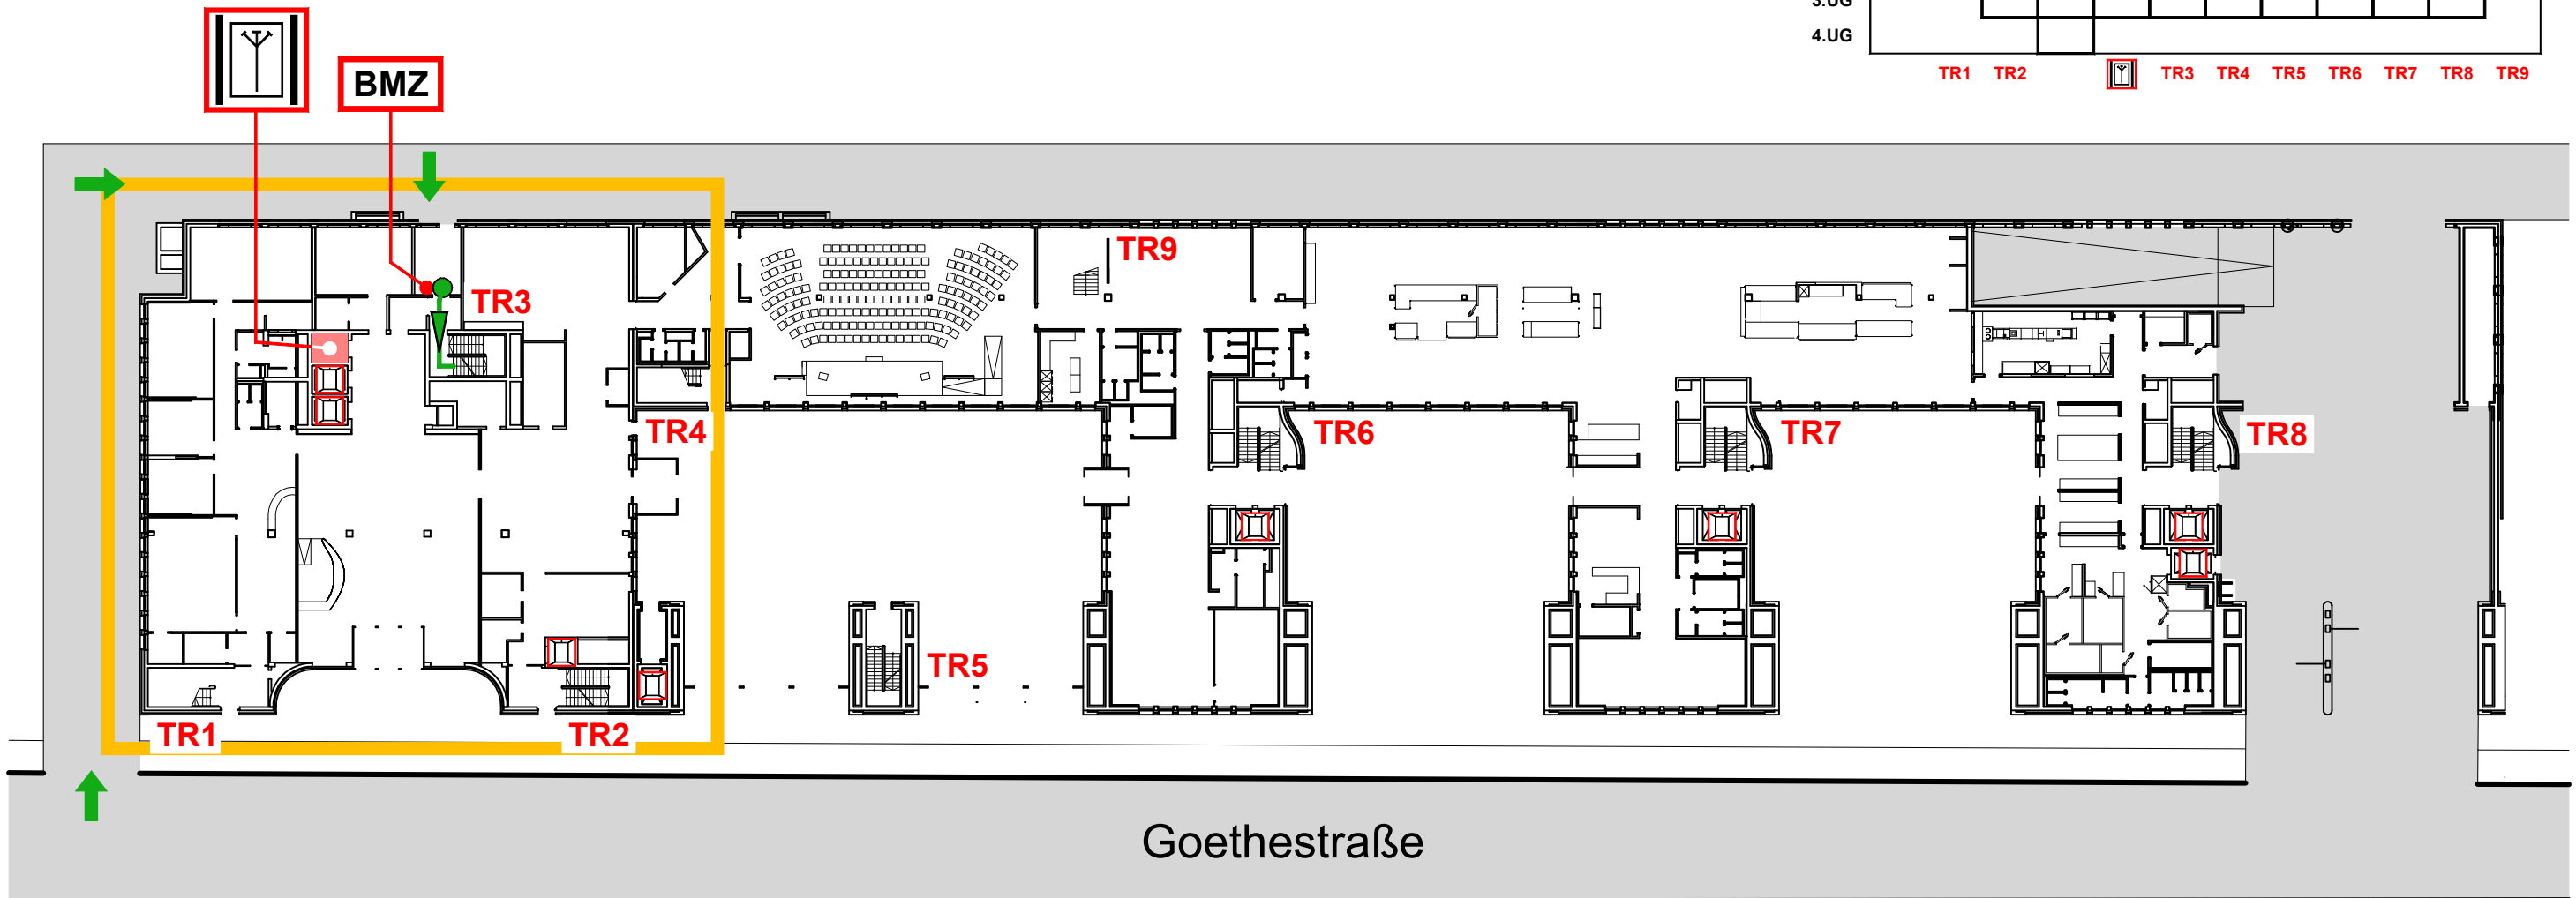 3.UG
4.UG
TR1 TR2 TR3 TR4 TR5 TR6 TR7 TR8 TR9
BMZ
TR9
TR3
TR4
TR6
TR7
TR8
TR5
TR1
TR2
Goethestraße